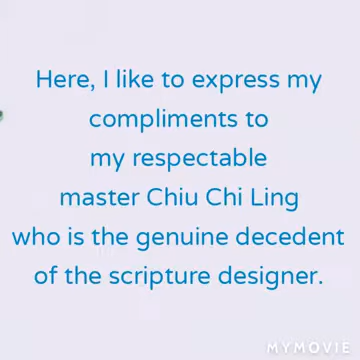 Here, I like to express my
compliments to
my respectable
master Chiu Chi Ling
who is the genuine decedent
of the scripture designer.
MYMOVIE